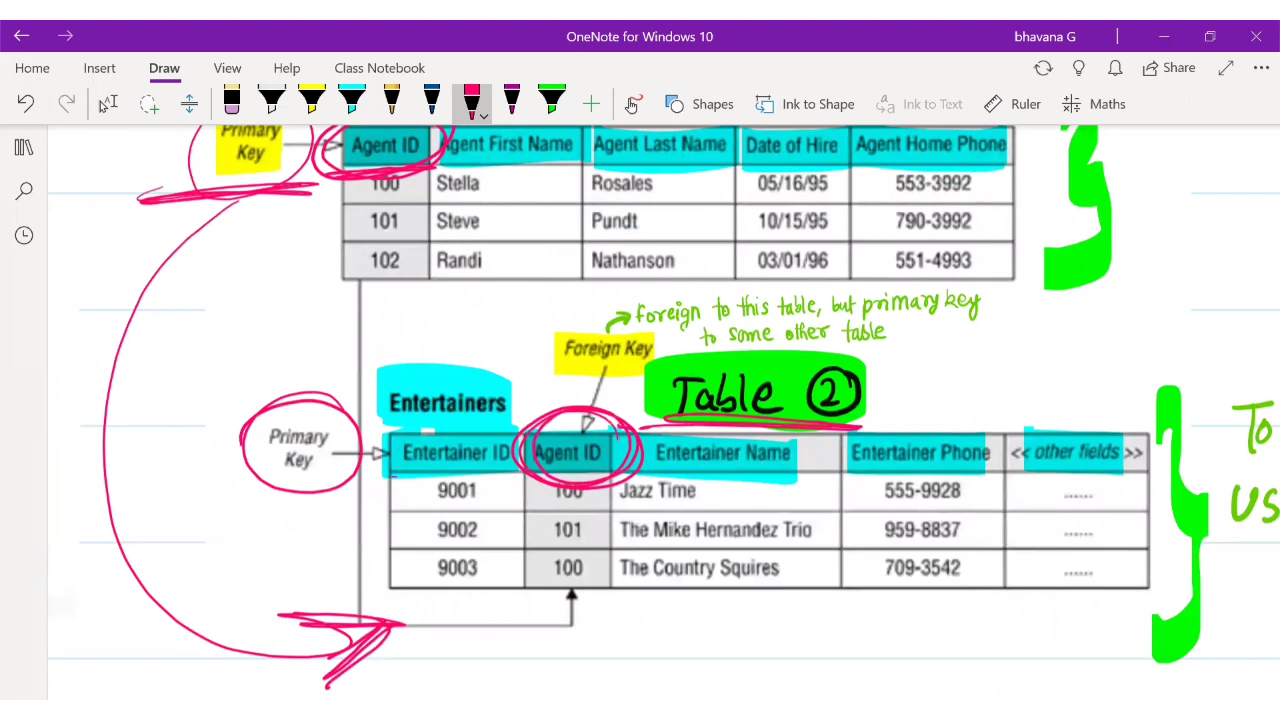 OneNote for Windows 10
bhavana G
Home Insert Draw View Help Class Notebook
Share
Shapes Ink to Shape Ink to Text Ruler Maths
Primary
Key
Agent ID Agent First Name Agent Last Name Date of Hire Agent Home Phone
100 Stella Rosales 05/16/95 553-3992
101 Steve Pundt 10/15/95 790-3992
102 Randi Nathanson 03/01/96 551-4993
foreign to this table, but primary key
to some other table
Foreign Key
Table 2
Entertainers
Primary
Key
Entertainer ID Agent ID Entertainer Name Entertainer Phone << other fields >>
9001 100 Jazz Time 555-9928 ......
9002 101 The Mike Hernandez Trio 959-8837 ......
9003 100 The Country Squires 709-3542 ......
To
us